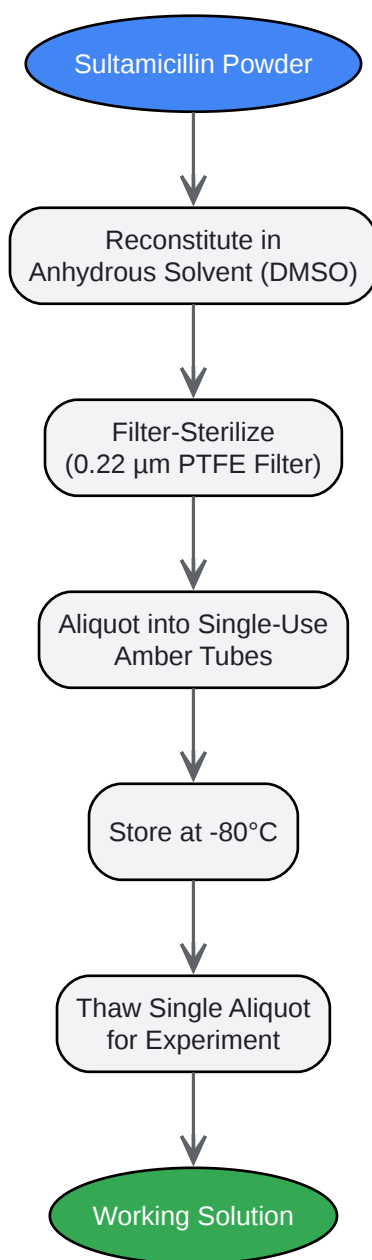 Sultamicillin Powder
Reconstitute in
Anhydrous Solvent (DMSO)
Filter-Sterilize
(0.22 µm PTFE Filter)
Aliquot into Single-Use
Amber Tubes
Store at -80°C
Thaw Single Aliquot
for Experiment
Working Solution